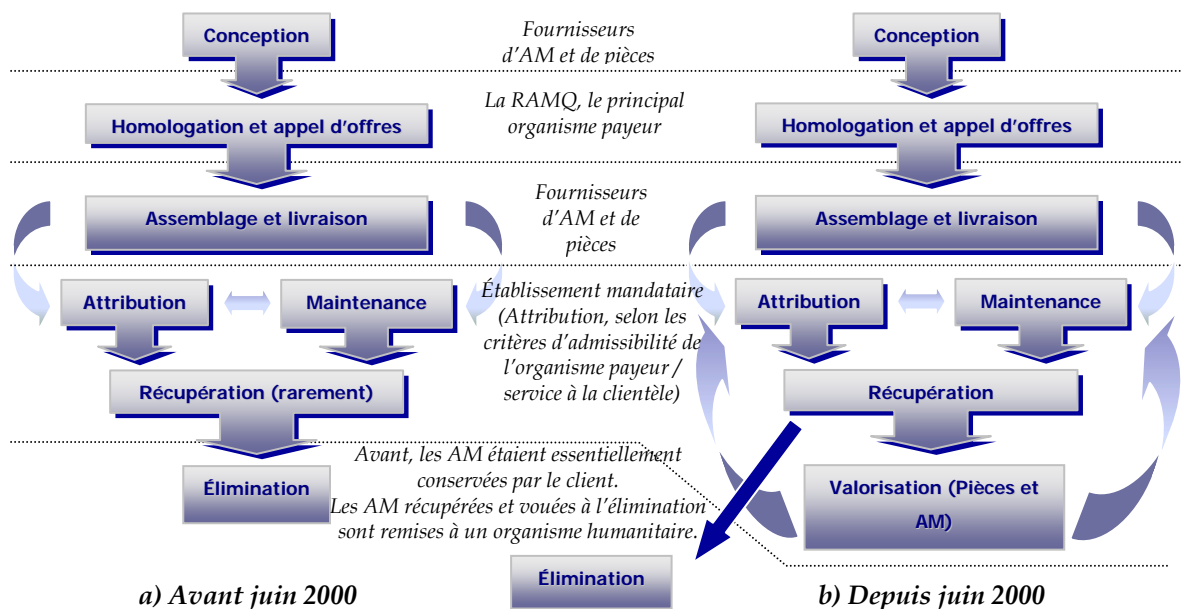 Conception
Fournisseurs
d'AM et de pièces
Conception
Homologation et appel d'offres
La RAMQ, le principal
organisme payeur
Homologation et appel d'offres
Assemblage et livraison
Fournisseurs
d'AM et de
pièces
Assemblage et livraison
Attribution
Maintenance
Établissement mandataire
(Attribution, selon les
critères d'admissibilité de
l'organisme payeur /
service à la clientèle)
Attribution
Maintenance
Récupération (rarement)
Récupération
Élimination
Avant, les AM étaient essentiellement
conservées par le client.
Les AM récupérées et vouées à l'élimination
sont remises à un organisme humanitaire.
Valorisation (Pièces et
AM)
Élimination
a) Avant juin 2000
b) Depuis juin 2000